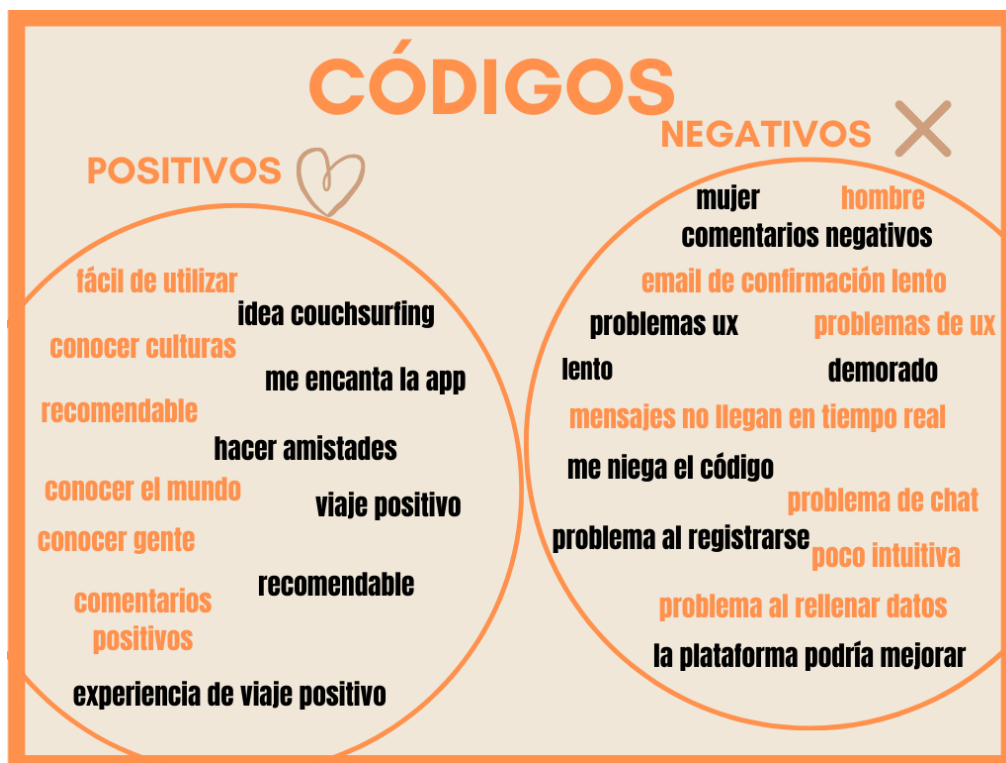 CÓDIGOS
POSITIVOS
fácil de utilizar
idea couchsurfing
conocer culturas
me encanta la app
recomendable
hacer amistades
conocer el mundo
viaje positivo
conocer gente
recomendable
comentarios
positivos
experiencia de viaje positivo
NEGATIVOS
mujer hombre
comentarios negativos
email de confirmación lento
problemas ux problemas de ux
lento demorado
mensajes no llegan en tiempo real
me niega el código
problema de chat
problema al registrarse
poco intuitiva
problema al rellenar datos
la plataforma podría mejorar